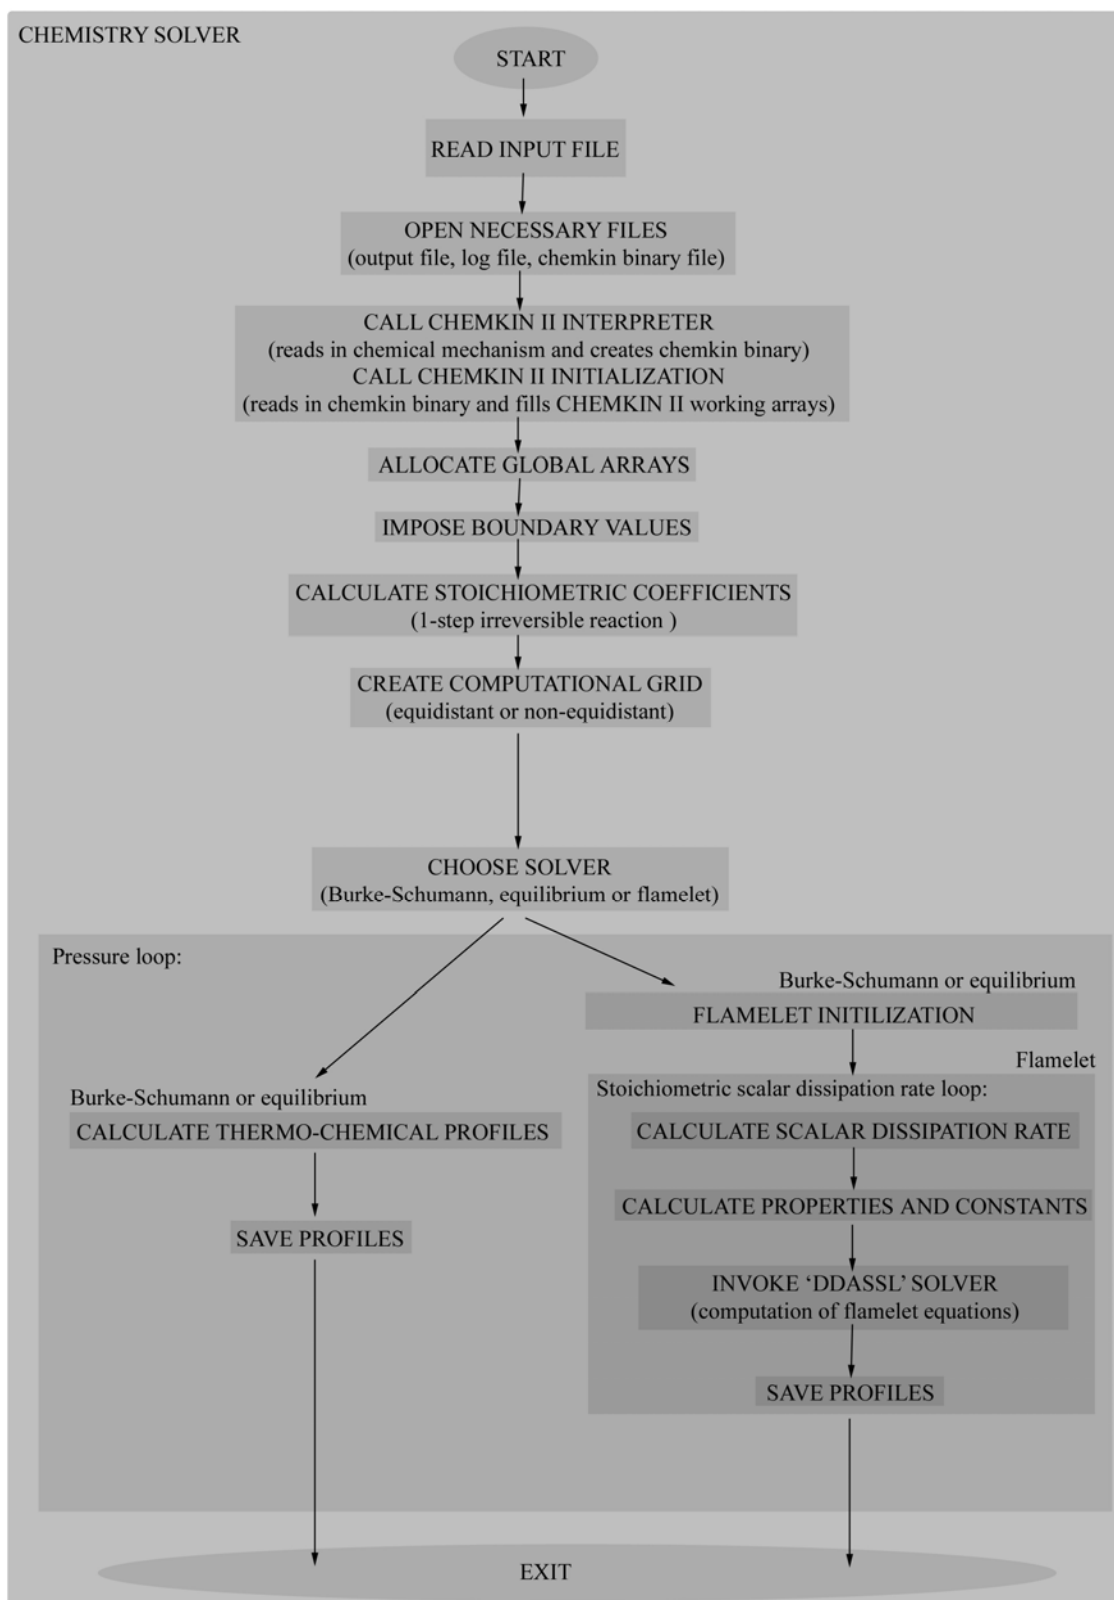 CHEMISTRY SOLVER
START
READ INPUT FILE
OPEN NECESSARY FILES
(output file, log file, chemkin binary file)
CALL CHEMKIN II INTERPRETER
(reads in chemical mechanism and creates chemkin binary)
CALL CHEMKIN II INITIALIZATION
(reads in chemkin binary and fills CHEMKIN II working arrays)
ALLOCATE GLOBAL ARRAYS
IMPOSE BOUNDARY VALUES
CALCULATE STOICHIOMETRIC COEFFICIENTS
(1-step irreversible reaction )
CREATE COMPUTATIONAL GRID
(equidistant or non-equidistant)
CHOOSE SOLVER
(Burke-Schumann, equilibrium or flamelet)
Pressure loop:
Burke-Schumann or equilibrium
CALCULATE THERMO-CHEMICAL PROFILES
SAVE PROFILES
Burke-Schumann or equilibrium
FLAMELET INITILIZATION
Flamelet
Stoichiometric scalar dissipation rate loop:
CALCULATE SCALAR DISSIPATION RATE
CALCULATE PROPERTIES AND CONSTANTS
INVOKE ‘DDASSL’ SOLVER
(computation of flamelet equations)
SAVE PROFILES
EXIT